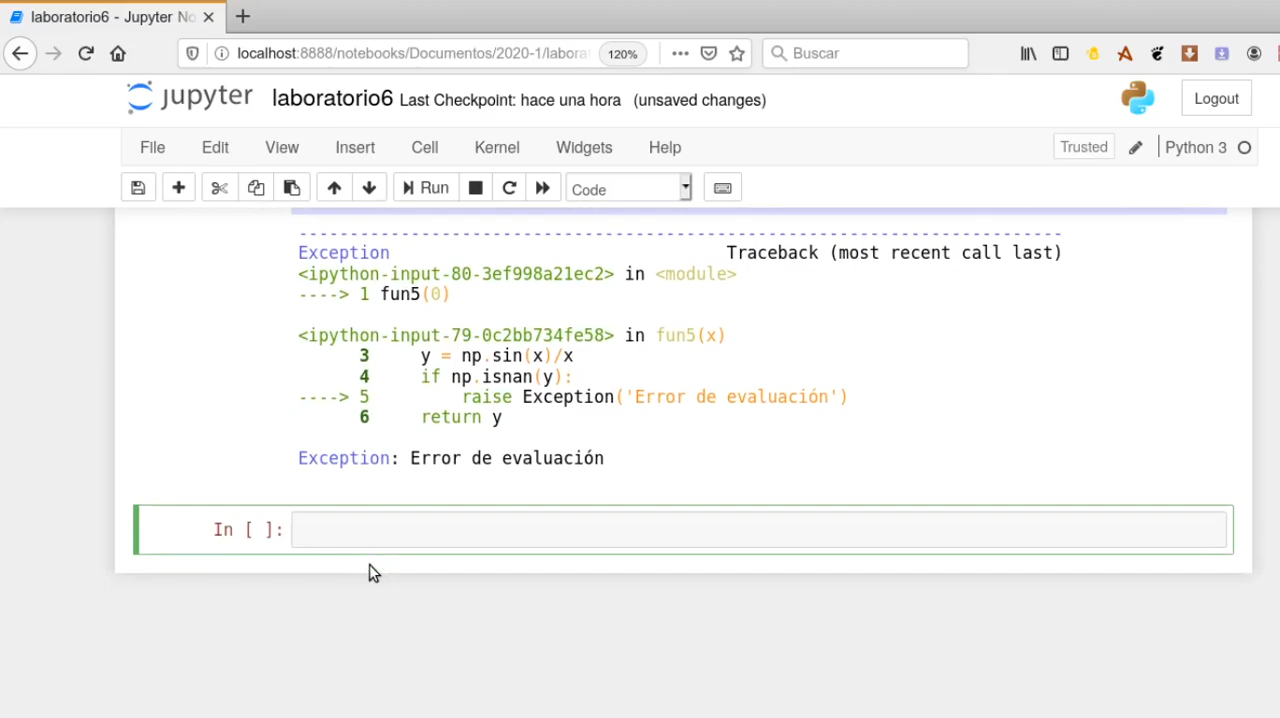 laboratorio6 - Jupyter No
localhost:8888/notebooks/Documentos/2020-1/labora
120%
Buscar
jupyter laboratorio6 Last Checkpoint: hace una hora (unsaved changes)
Logout
File Edit View Insert Cell Kernel Widgets Help
Trusted
Python 3
Run
Code
---------------------------------------------------------------------------
Exception Traceback (most recent call last)
<ipython-input-80-3ef998a21ec2> in <module>
----> 1 fun5(0)
<ipython-input-79-0c2bb734fe58> in fun5(x)
3 y = np.sin(x)/x
4 if np.isnan(y):
----> 5 raise Exception('Error de evaluación')
6 return y
Exception: Error de evaluación
In [ ]: